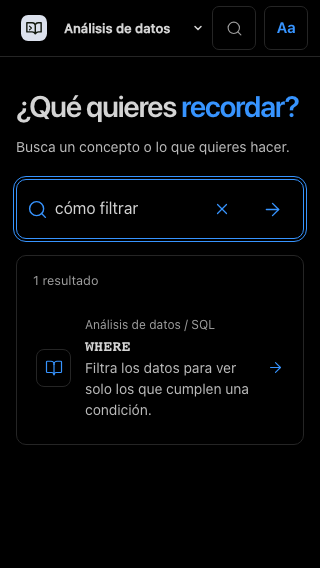 Análisis de datos
Aa
¿Qué quieres recordar?
Busca un concepto o lo que quieres hacer.
cómo filtrar
1 resultado
Análisis de datos / SQL
WHERE
Filtra los datos para ver
solo los que cumplen una
condición.